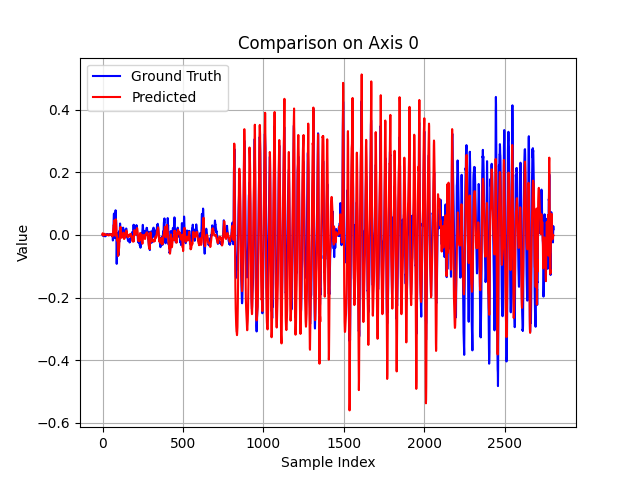 Comparison on Axis 0
Ground Truth
Predicted
Value
0.4
0.2
0.0
−0.2
−0.4
−0.6
0
500
1000
1500
2000
2500
Sample Index